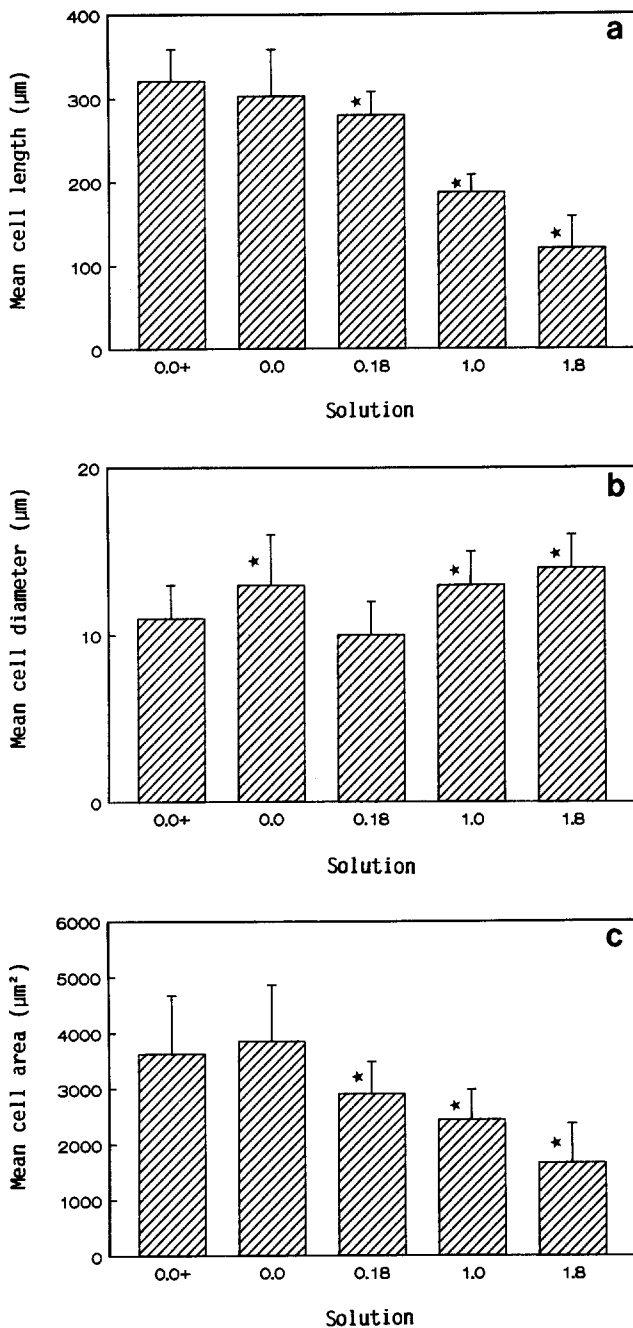 a
Mean cell length (µm)
400
300
200
100
0
0.0+ 0.0 0.18 1.0 1.8
Solution
b
Mean cell diameter (µm)
20
10
0
0.0+ 0.0 0.18 1.0 1.8
Solution
c
Mean cell area (µm²)
6000
5000
4000
3000
2000
1000
0
0.0+ 0.0 0.18 1.0 1.8
Solution